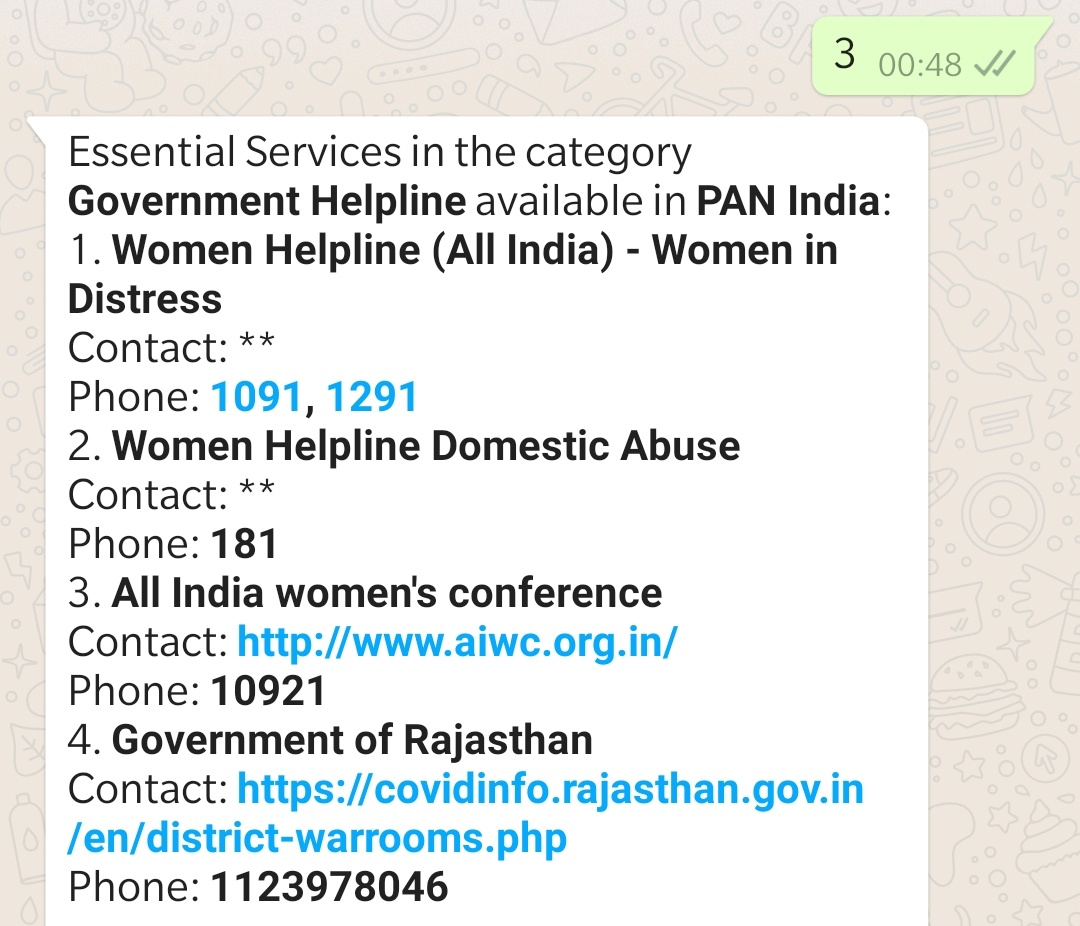 3 00:48
Essential Services in the category
Government Helpline available in PAN India:
1. Women Helpline (All India) - Women in
Distress
Contact: **
Phone: 1091, 1291
2. Women Helpline Domestic Abuse
Contact: **
Phone: 181
3. All India women's conference
Contact: http://www.aiwc.org.in/
Phone: 10921
4. Government of Rajasthan
Contact: https://covidinfo.rajasthan.gov.in
/en/district-warrooms.php
Phone: 1123978046